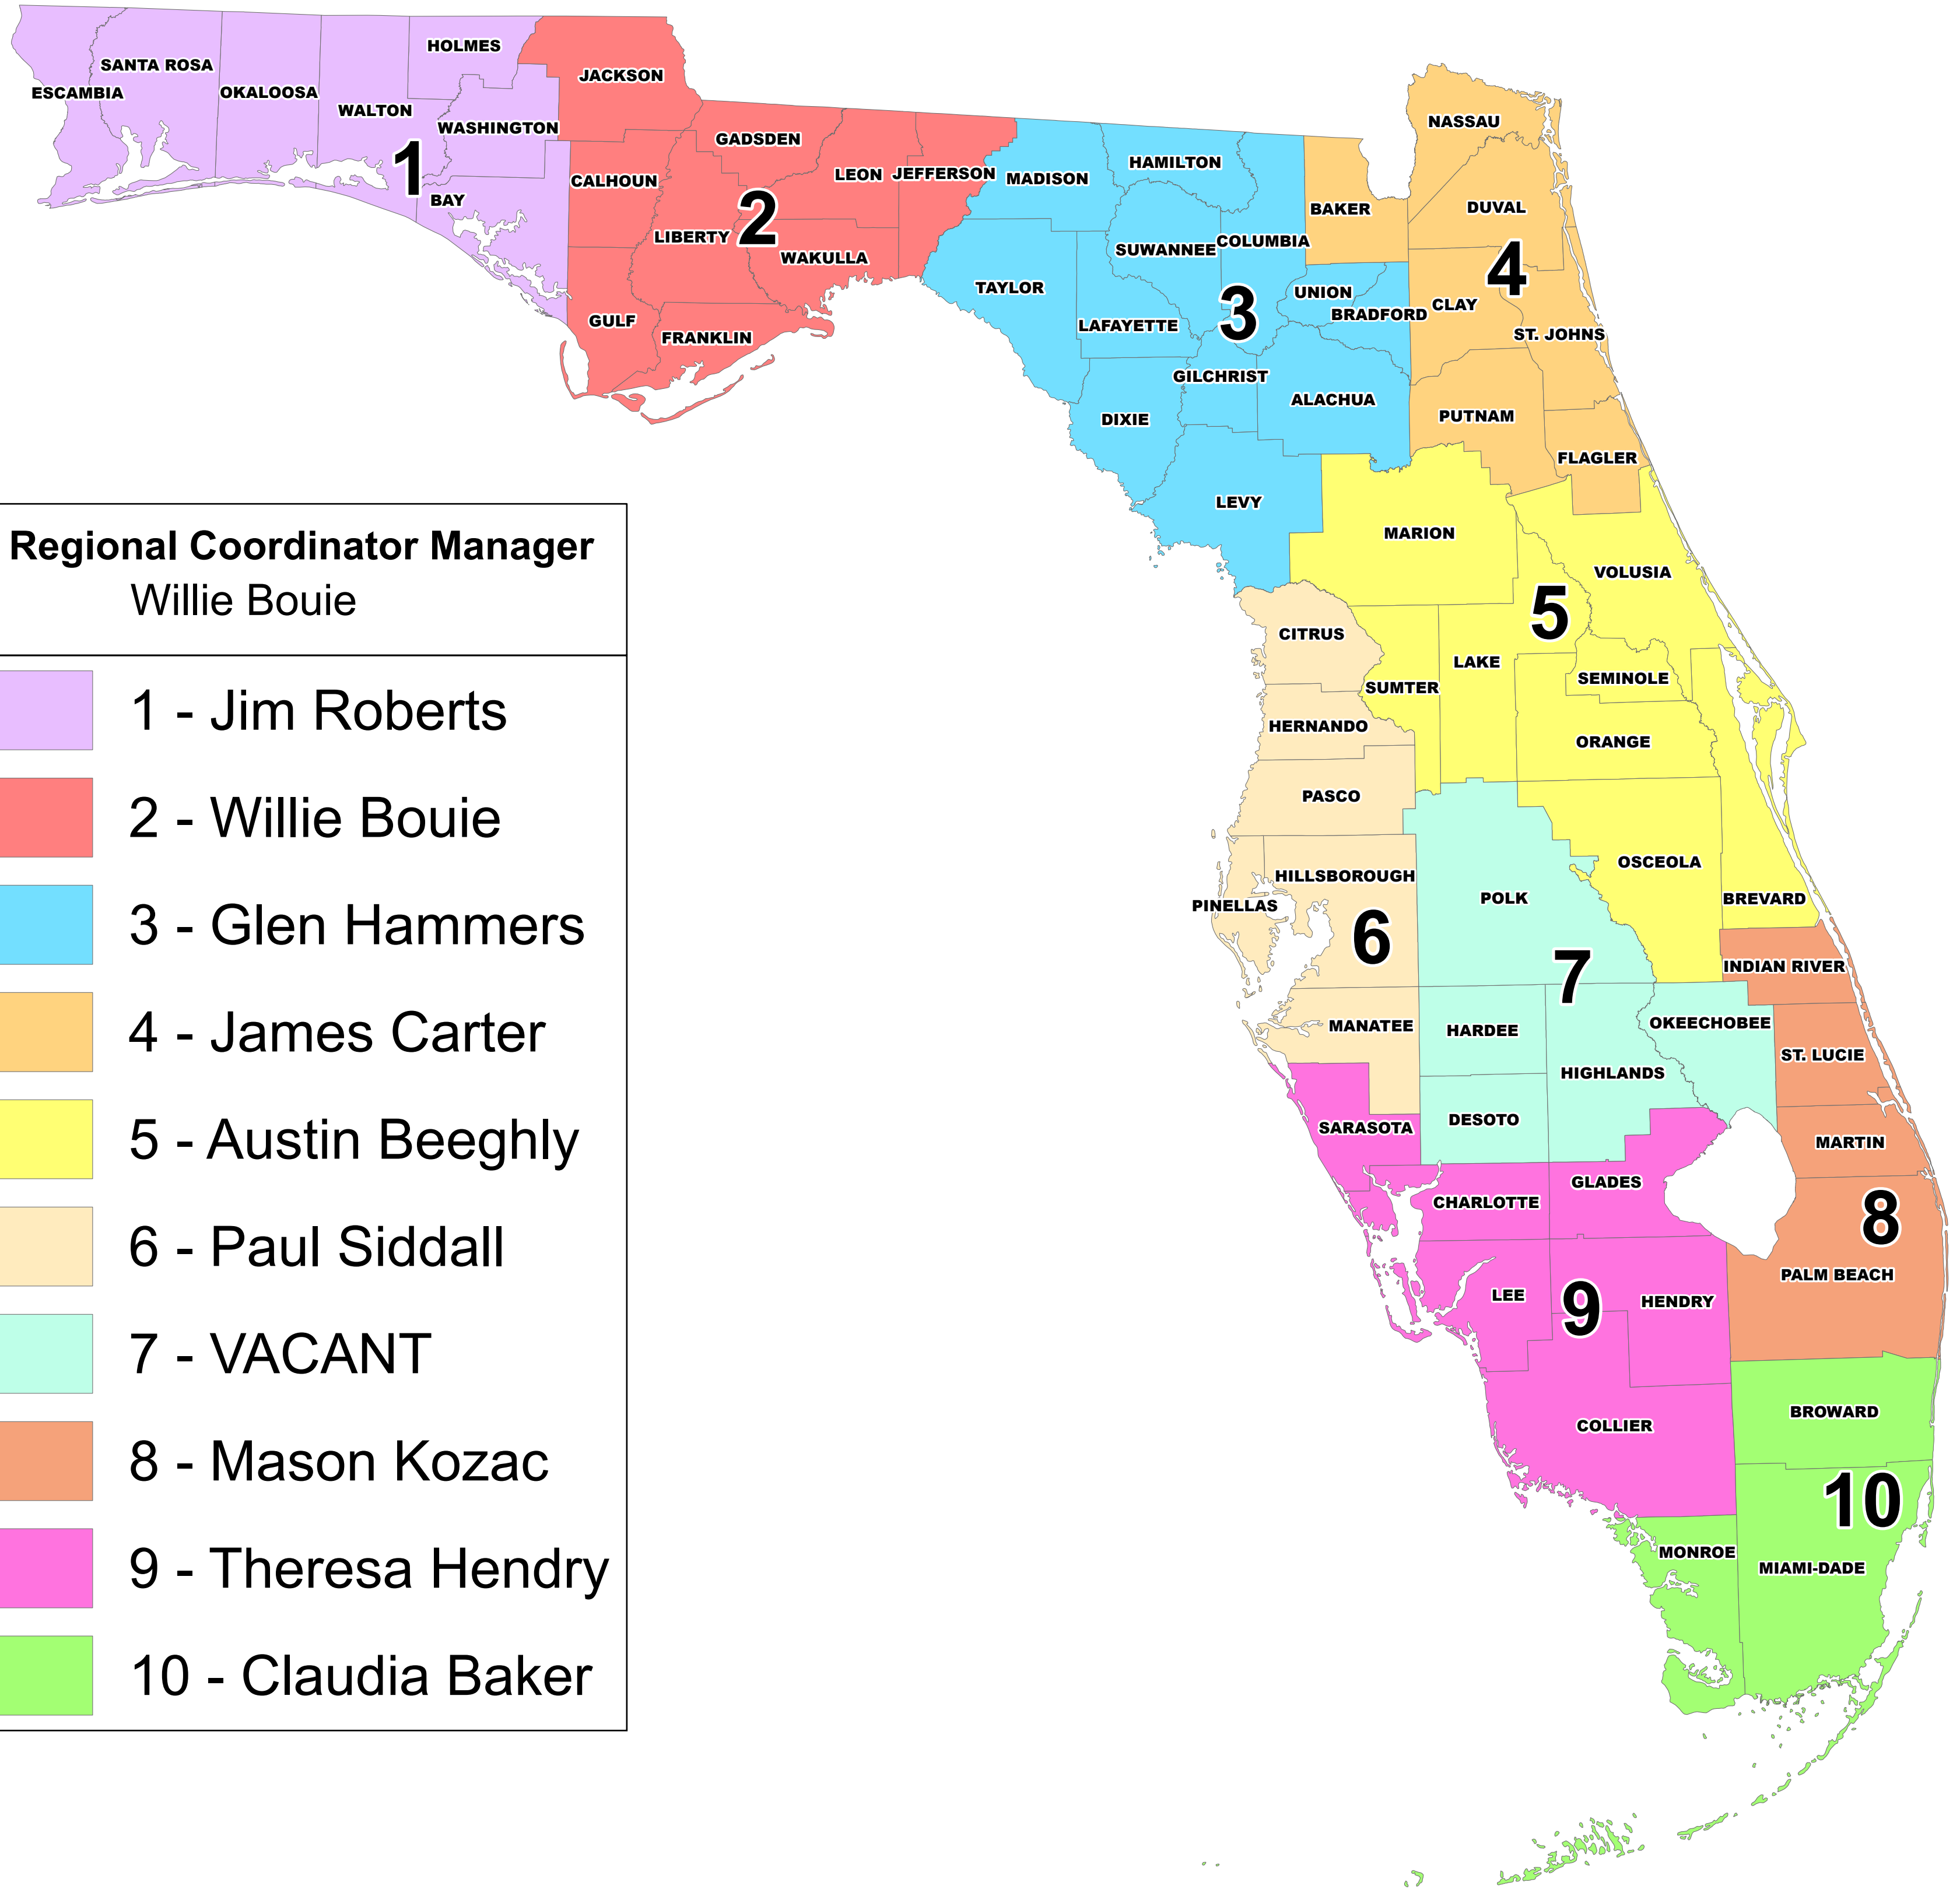 HOLMES
SANTA ROSA
JACKSON
ESCAMBIA
OKALOOSA
WALTON
WASHINGTON
1
BAY
GADSDEN
LEON
JEFFERSON
CALHOUN
2
LIBERTY
WAKULLA
GULF
FRANKLIN
MADISON
HAMILTON
SUWANNEE
COLUMBIA
TAYLOR
LAFAYETTE
3
UNION
BRADFORD
GILCHRIST
ALACHUA
DIXIE
LEVY
NASSAU
BAKER
DUVAL
4
CLAY
ST. JOHNS
PUTNAM
FLAGLER
MARION
VOLUSIA
5
CITRUS
LAKE
SUMTER
SEMINOLE
HERNANDO
ORANGE
PASCO
OSCEOLA
HILLSBOROUGH
PINELLAS
6
POLK
BREVARD
7
INDIAN RIVER
MANATEE
HARDEE
OKEECHOBEE
ST. LUCIE
HIGHLANDS
SARASOTA
DESOTO
MARTIN
CHARLOTTE
GLADES
8
PALM BEACH
LEE
9
HENDRY
COLLIER
BROWARD
10
MONROE
MIAMI-DADE
Regional Coordinator Manager
Willie Bouie
1 - Jim Roberts
2 - Willie Bouie
3 - Glen Hammers
4 - James Carter
5 - Austin Beeghly
6 - Paul Siddall
7 - VACANT
8 - Mason Kozac
9 - Theresa Hendry
10 - Claudia Baker